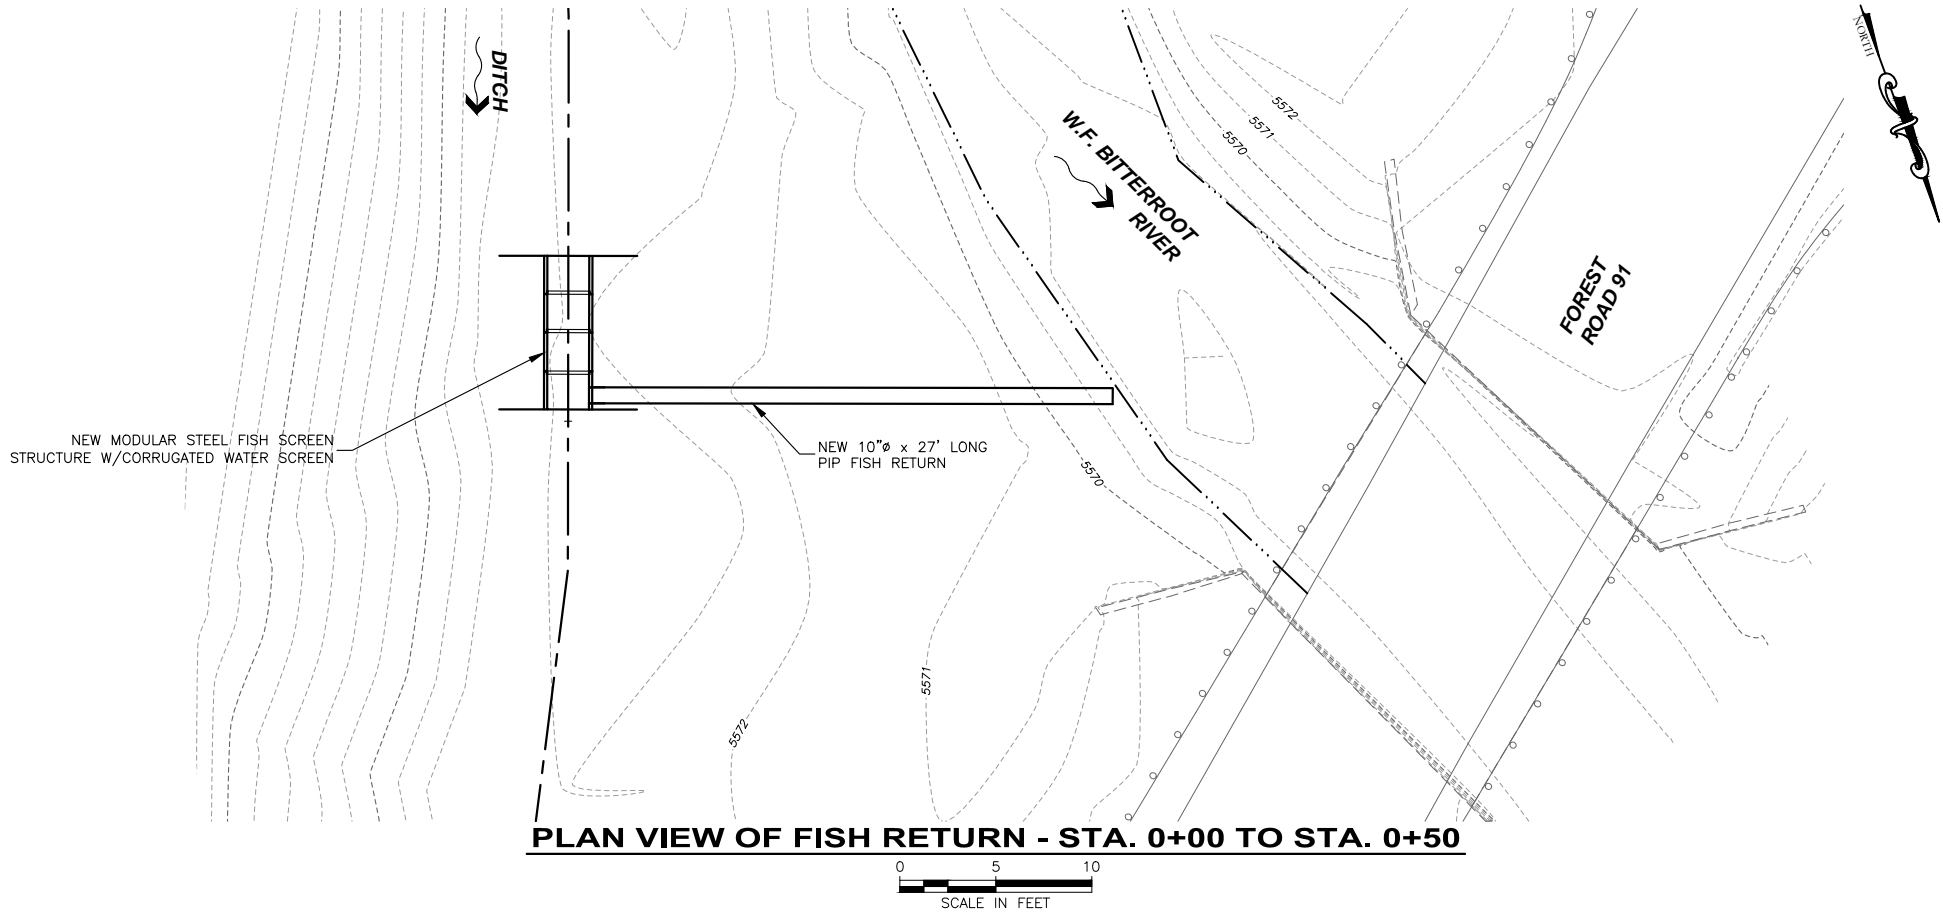 NORTH
DITCH
5572
5571
5570
W.F. BITTERROOT
RIVER
FOREST
ROAD 91
NEW MODULAR STEEL FISH SCREEN
STRUCTURE W/CORRUGATED WATER SCREEN
NEW 10"ø x 27' LONG
PIP FISH RETURN
5570
5571
5572
PLAN VIEW OF FISH RETURN - STA. 0+00 TO STA. 0+50
0 5 10
SCALE IN FEET